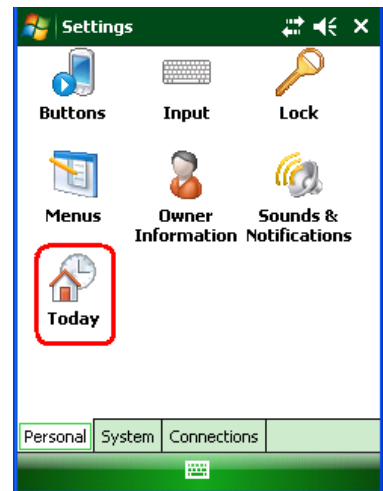 Settings
Buttons Input Lock
Menus Owner Information Sounds & Notifications
Today
Personal System Connections